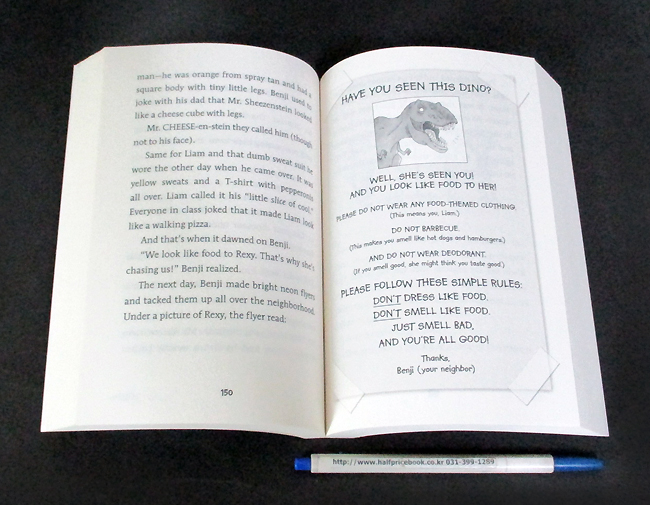 man—he was orange from spray tan and had a
square body with tiny little legs. Benji used to
joke with his dad that Mr. Sheezenstein looked
like a cheese cube with legs.
Mr. CHEESE-en-stein they called him (though
not to his face).
Same for Liam and that dumb sweat suit he
wore the other day when he came over. It was
yellow sweats and a T-shirt with pepperonis
all over. Liam called it his "little slice of cool."
Everyone in class joked that it made Liam look
like a walking pizza.
And that's when it dawned on Benji.
"We look like food to Rexy. That's why she's
chasing us!" Benji realized.
The next day, Benji made bright neon flyers
and tacked them up all over the neighborhood.
Under a picture of Rexy, the flyer read:
150
HAVE YOU SEEN THIS DINO?
WELL, SHE'S SEEN YOU!
AND YOU LOOK LIKE FOOD TO HER!
PLEASE DO NOT WEAR ANY FOOD-THEMED CLOTHING.
(This means you, Liam.)
DO NOT BARBECUE.
(This makes you smell like hot dogs and hamburgers.)
AND DO NOT WEAR DEODORANT.
(If you smell good, she might think you taste good.)
PLEASE FOLLOW THESE SIMPLE RULES:
DON'T DRESS LIKE FOOD.
DON'T SMELL LIKE FOOD.
JUST SMELL BAD,
AND YOU'RE ALL GOOD!
Thanks,
Benji (your neighbor)
http://www.halfpricebook.co.kr 031-399-1289